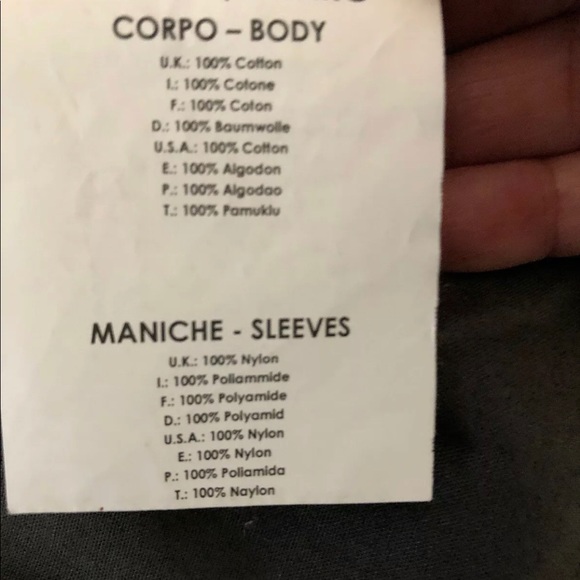 CORPO – BODY
U.K.: 100% Cotton
I.: 100% Cotone
F.: 100% Coton
D.: 100% Baumwolle
U.S.A.: 100% Cotton
E.: 100% Algodon
P.: 100% Algodao
T.: 100% Pamuklu
MANICHE - SLEEVES
U.K.: 100% Nylon
I.: 100% Poliammide
F.: 100% Polyamide
D.: 100% Polyamid
U.S.A.: 100% Nylon
E.: 100% Nylon
P.: 100% Poliamida
T.: 100% Naylon